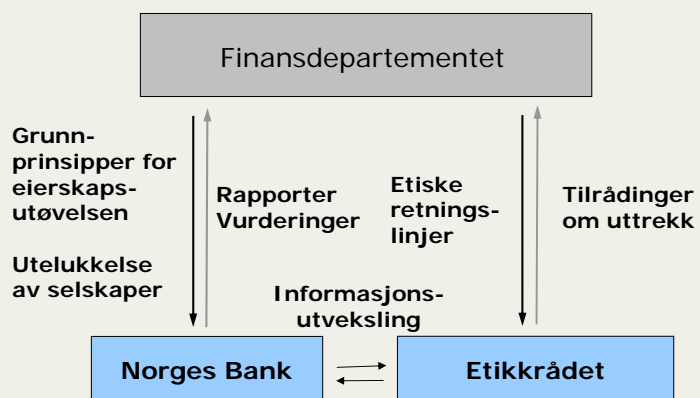 Finansdepartementet
Grunn-
prinsipper for
eierskaps-
utøvelsen
Utelukkelse
av selskaper
Rapporter
Vurderinger
Etiske
retnings-
linjer
Tilrådinger
om uttrekk
Informasjons-
utveksling
Norges Bank
Etikkrådet